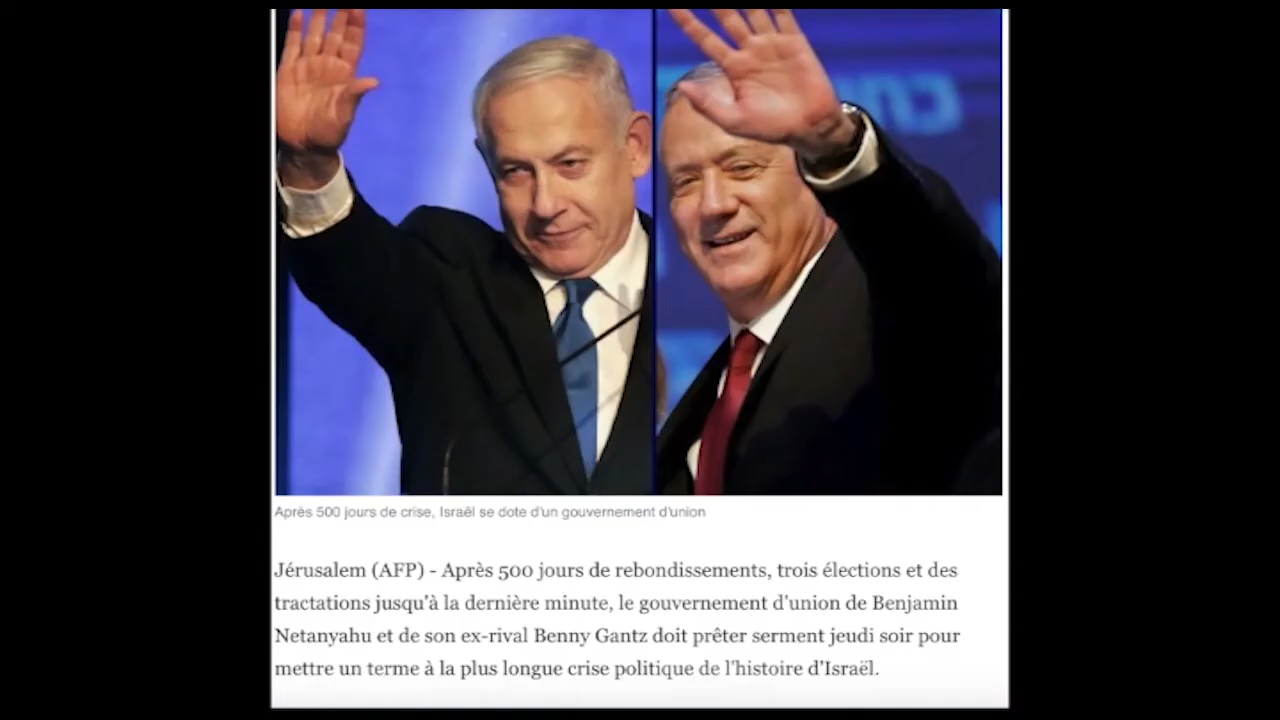 Après 500 jours de crise, Israël se dote d'un gouvernement d'union
Jérusalem (AFP) - Après 500 jours de rebondissements, trois élections et des
tractations jusqu'à la dernière minute, le gouvernement d'union de Benjamin
Netanyahu et de son ex-rival Benny Gantz doit prêter serment jeudi soir pour
mettre un terme à la plus longue crise politique de l'histoire d'Israël.